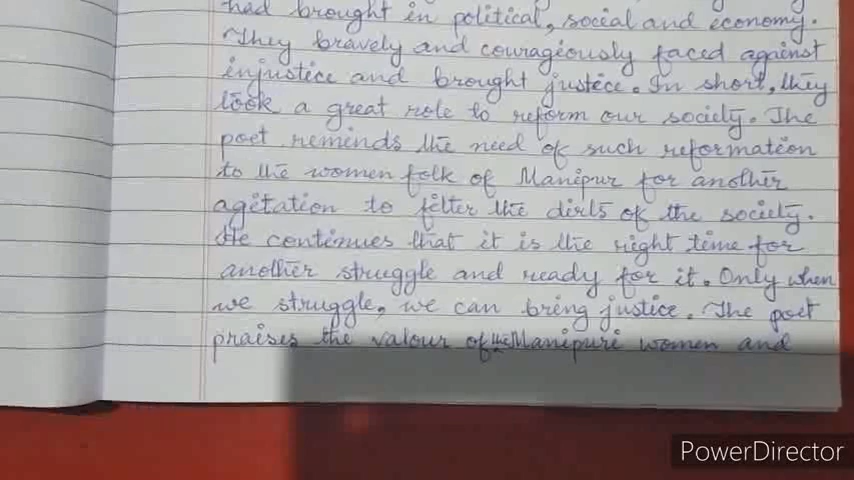 had brought in political, social and economy.
They bravely and courageously faced against
injustice and brought justice. In short, they
took a great role to reform our society. The
poet reminds the need of such reformation
to the women folk of Manipur for another
agitation to filter the dirts of the society.
He continues that it is the right time for
another struggle and ready for it. Only when
we struggle, we can bring justice. The poet
praises the valour of the Manipuri women and
PowerDirector